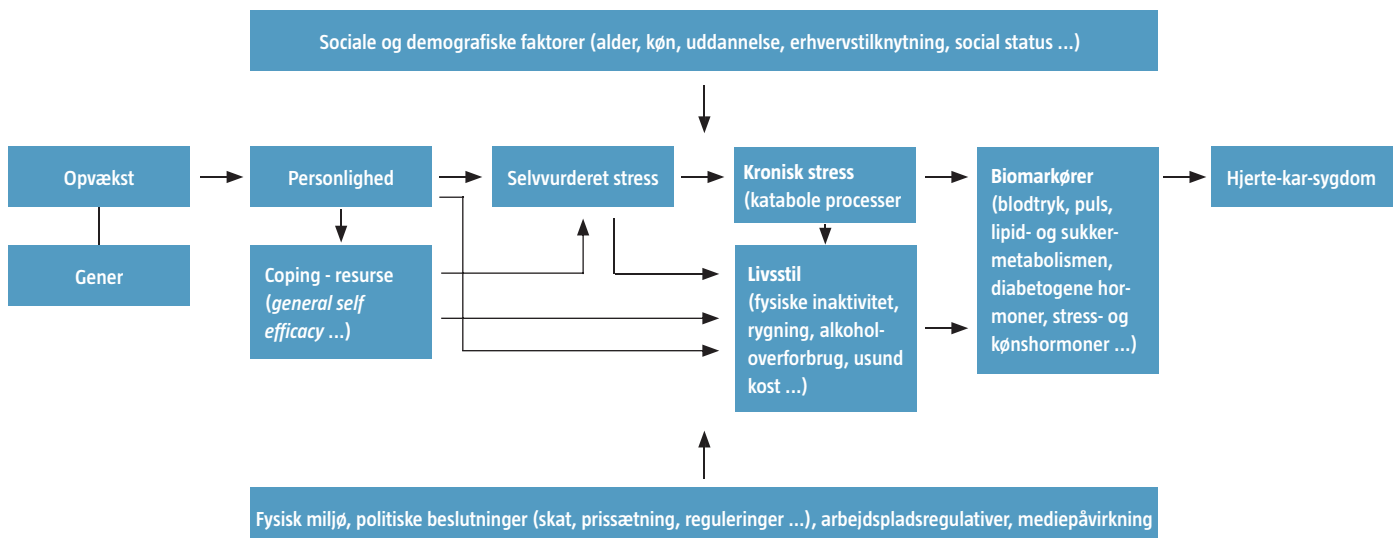 Sociale og demografiske faktorer (alder, køn, uddannelse, erhvervstilknytning, social status ...)
Opvækst
Gener
Personlighed
Coping - resurse
(general self
efficacy ...)
Selvvurderet stress
Kronisk stress
(katabole processer
Livsstil
(fysiske inaktivitet,
rygning, alkohol-
overforbrug, usund
kost ...)
Biomarkører
(blodtryk, puls,
lipid- og sukker-
metabolismen,
diabetogene hor-
moner, stress- og
kønshormoner ...)
Hjerte-kar-sygdom
Fysisk miljø, politiske beslutninger (skat, prissætning, reguleringer ...), arbejdspladsregulativer, mediepåvirkning